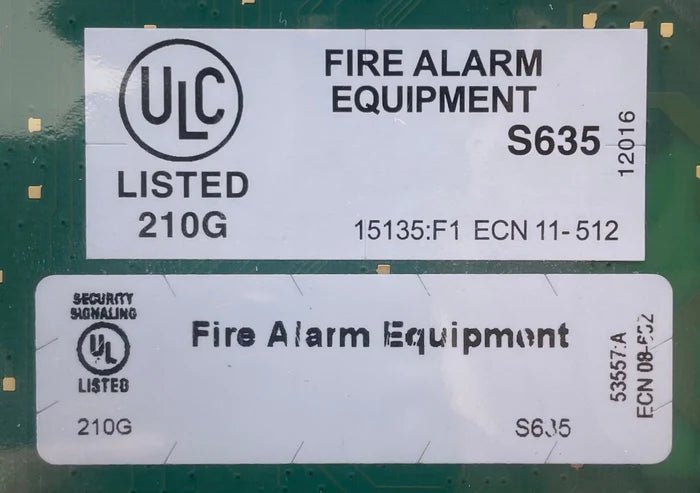 ULC
FIRE ALARM
EQUIPMENT
S635
12016
LISTED
210G
15135:F1 ECN 11-512
SECURITY
SIGNALING
UL
LISTED
Fire Alarm Equipment
53557:A
210G
S635